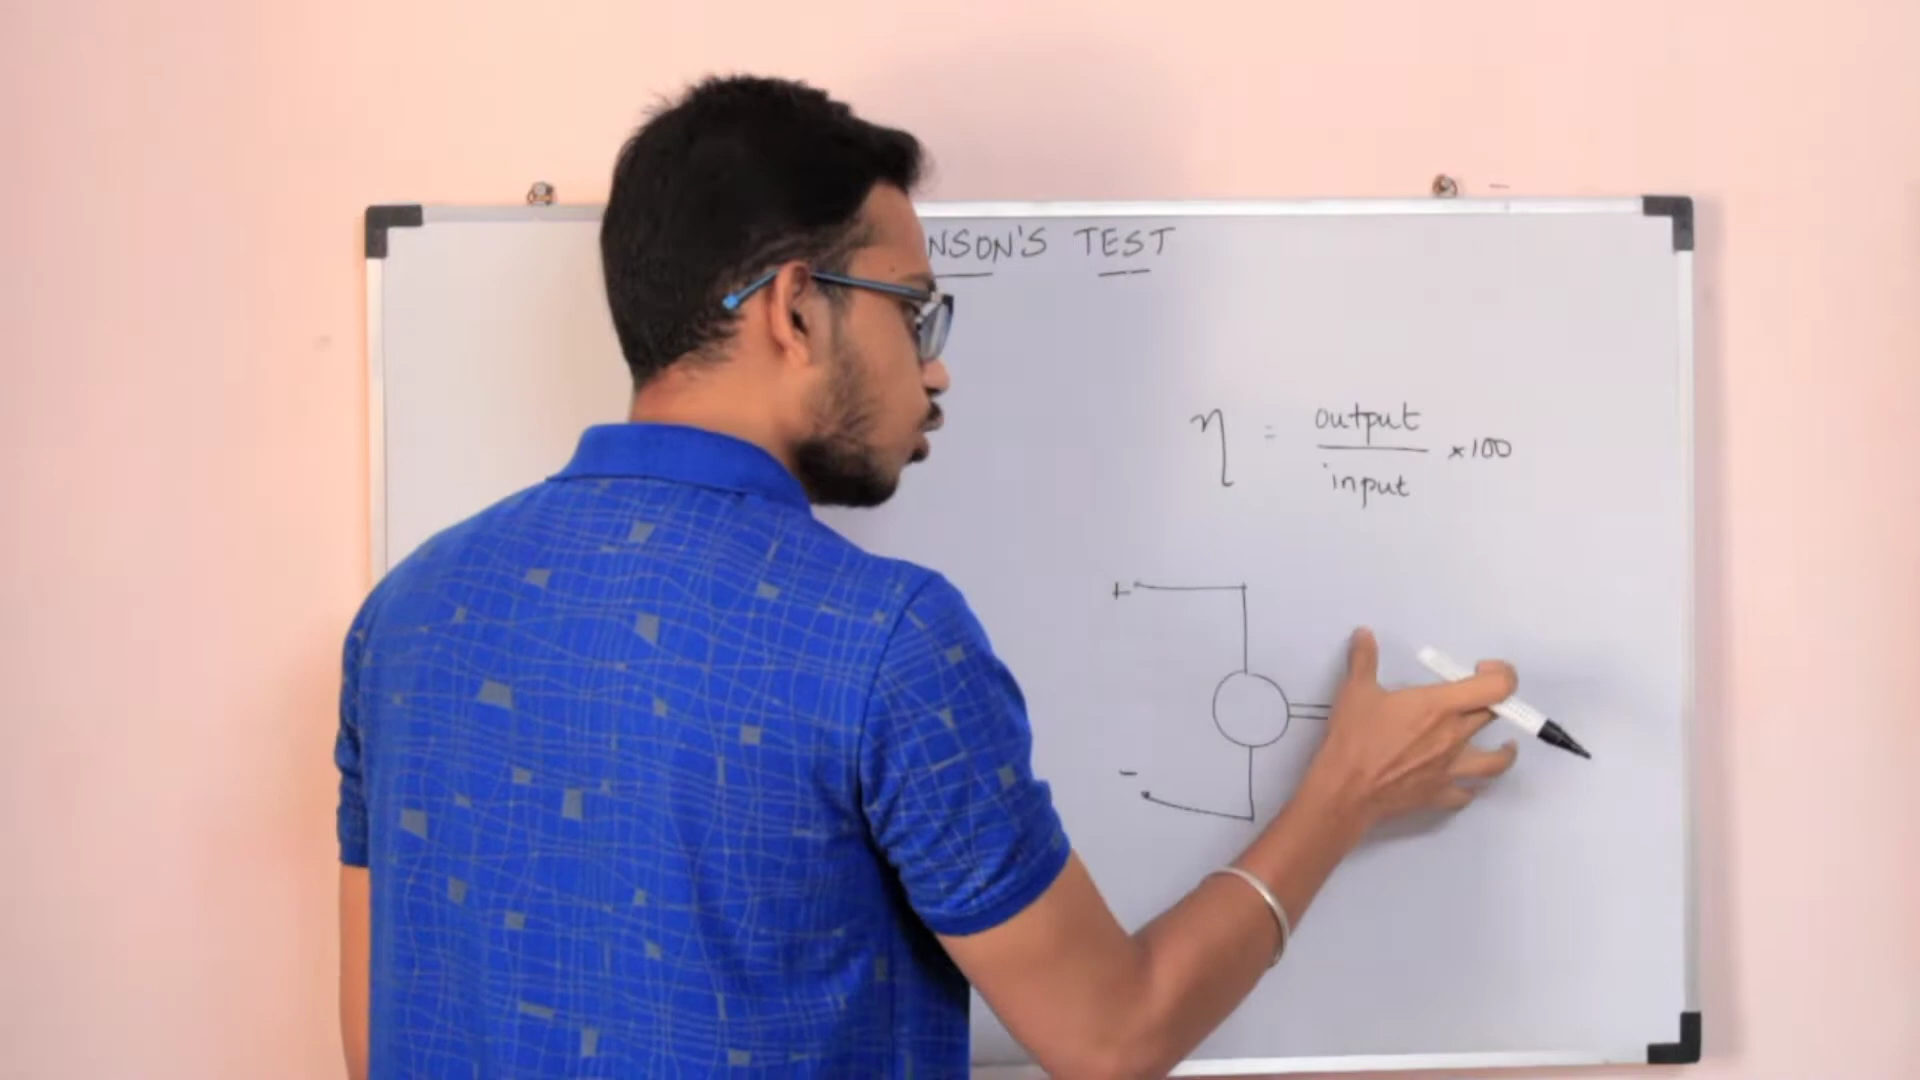 NSON'S TEST
η = output / input ×100
+
-